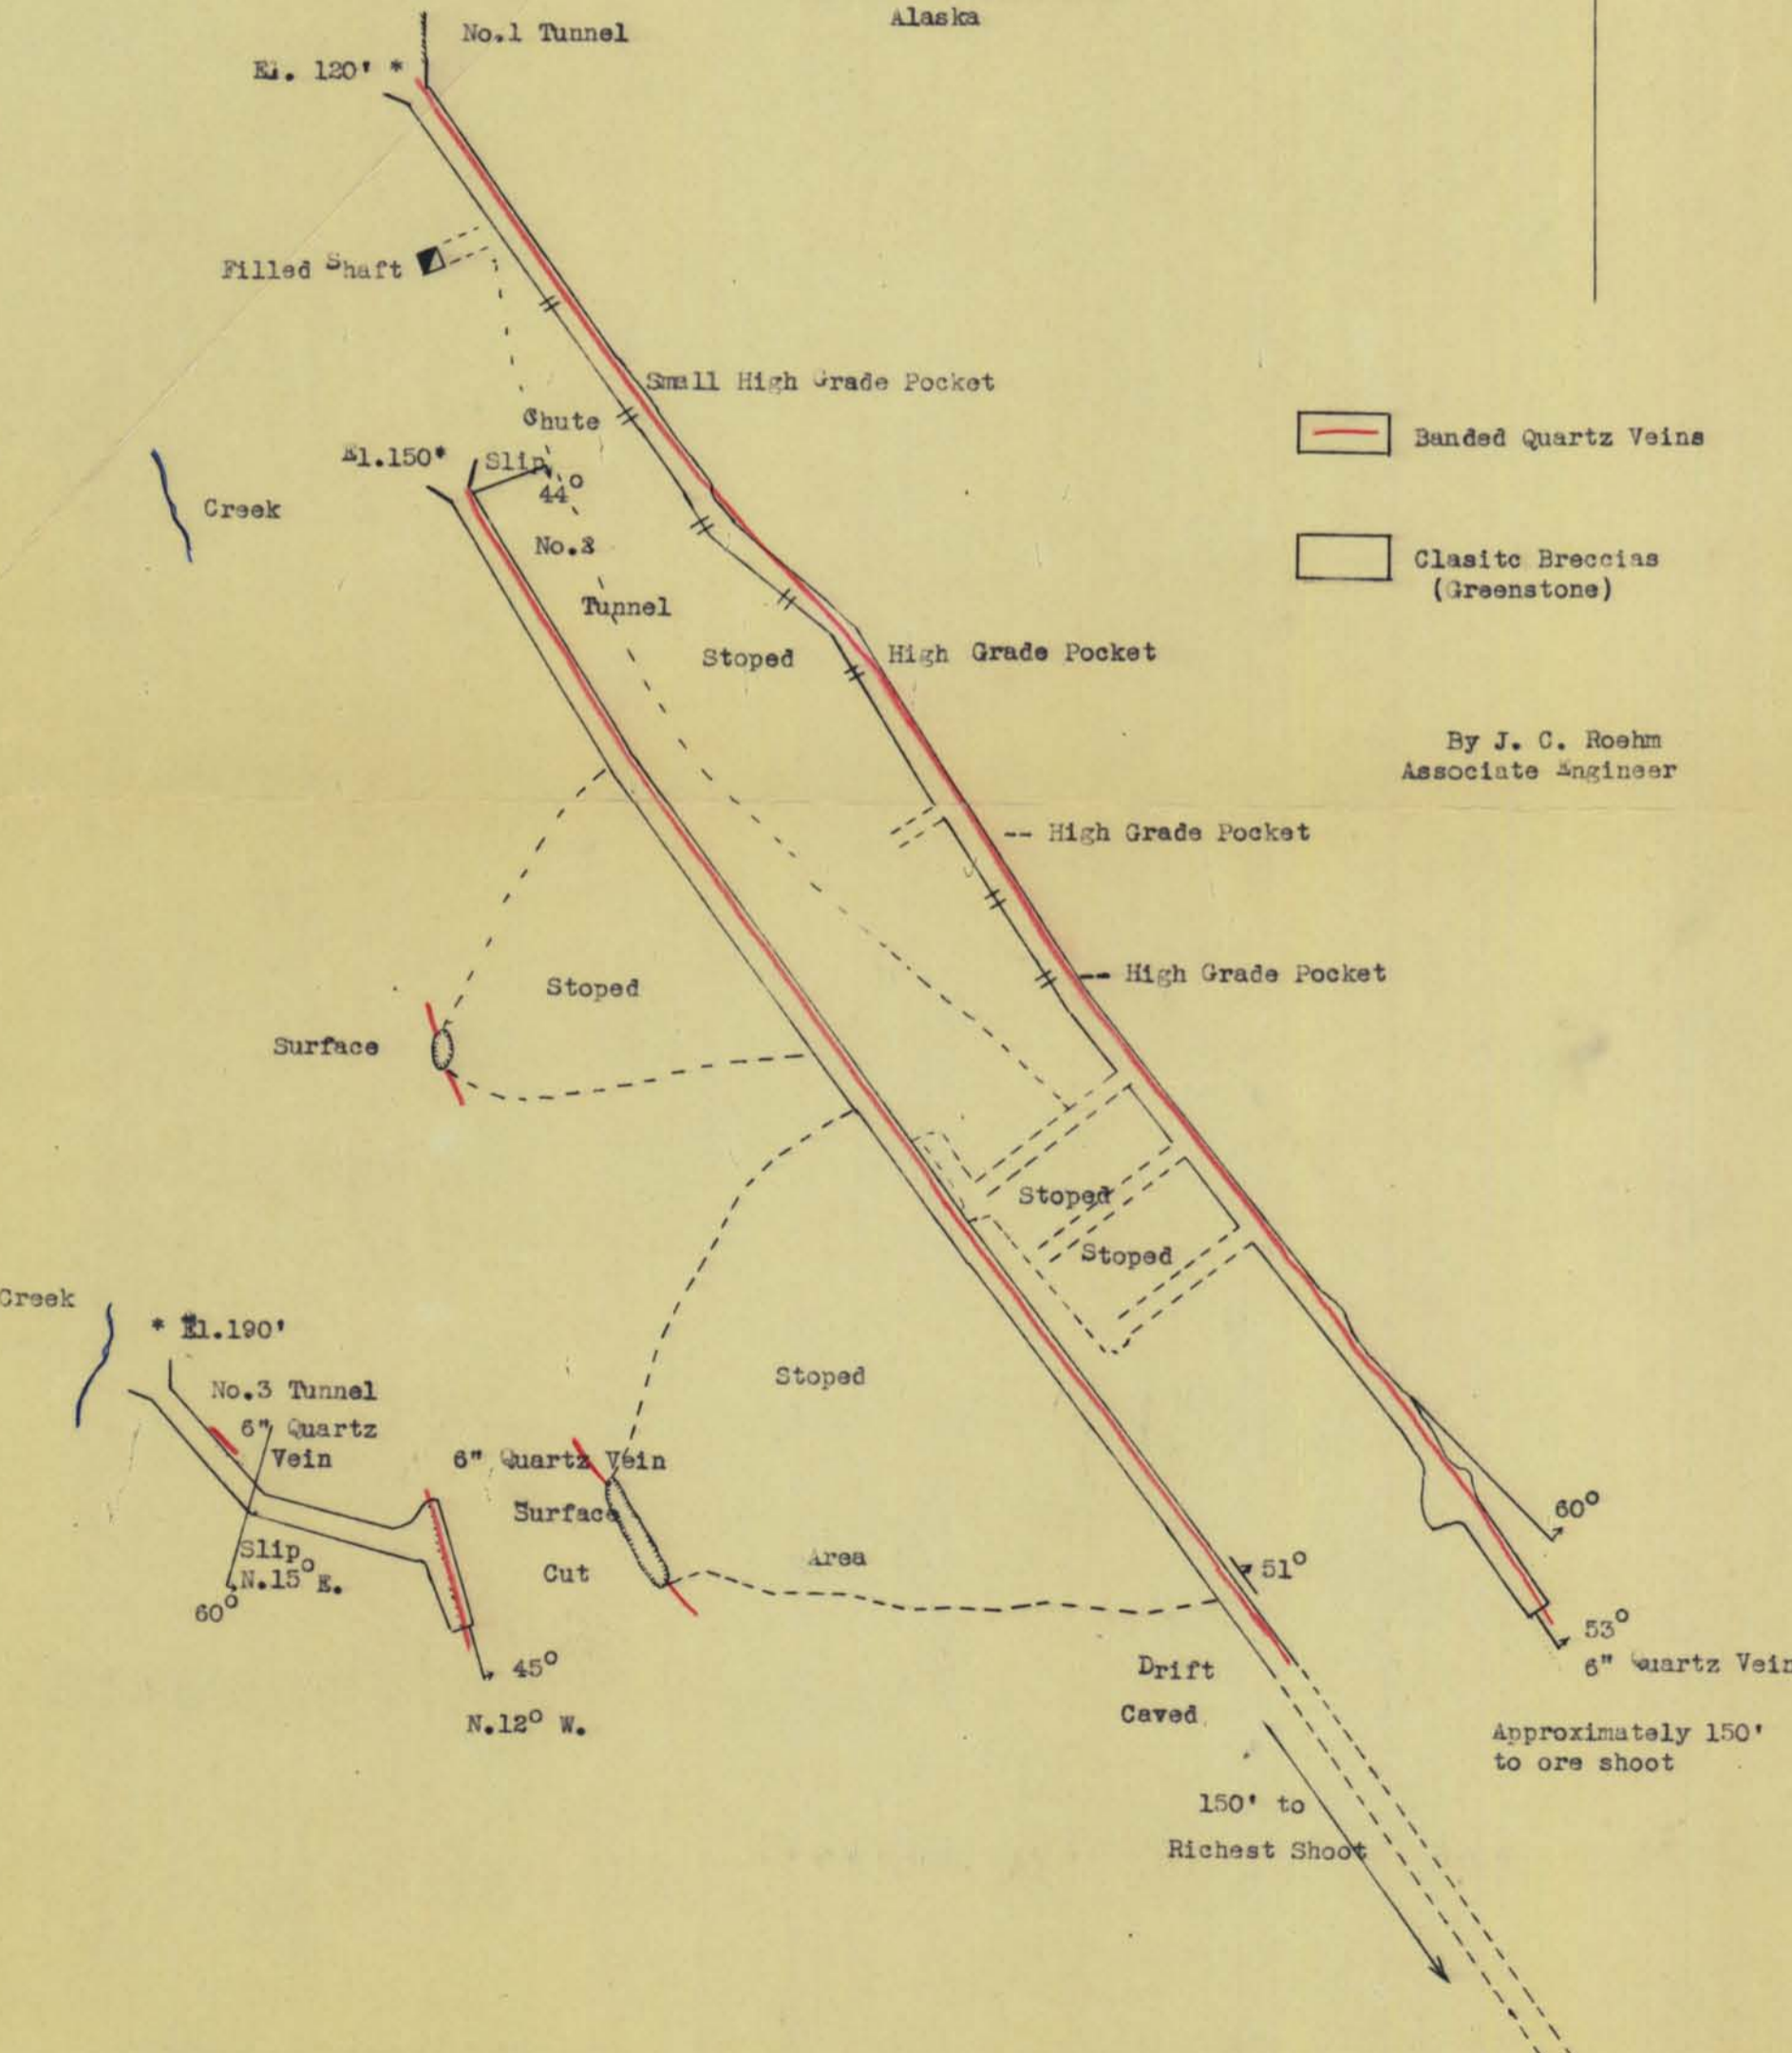 Alaska
No.1 Tunnel
El. 120' *
Filled Shaft
Small High Grade Pocket
Chute
El.150*
Slip
44°
Creek
No.2
Tunnel
Stoped
High Grade Pocket
Banded Quartz Veins
Clasitc Breccias
(Greenstone)
By J. C. Roehm
Associate Engineer
-- High Grade Pocket
-- High Grade Pocket
Stoped
Surface
Stoped
Stoped
Creek
* El.190'
No.3 Tunnel
6" Quartz
Vein
Stoped
6" Quartz Vein
Surface
Cut
Area
Slip
N.15° E.
60°
45°
N.12° W.
51°
60°
53°
6" Quartz Vein
Drift
Caved
Approximately 150'
to ore shoot
150' to
Richest Shoot